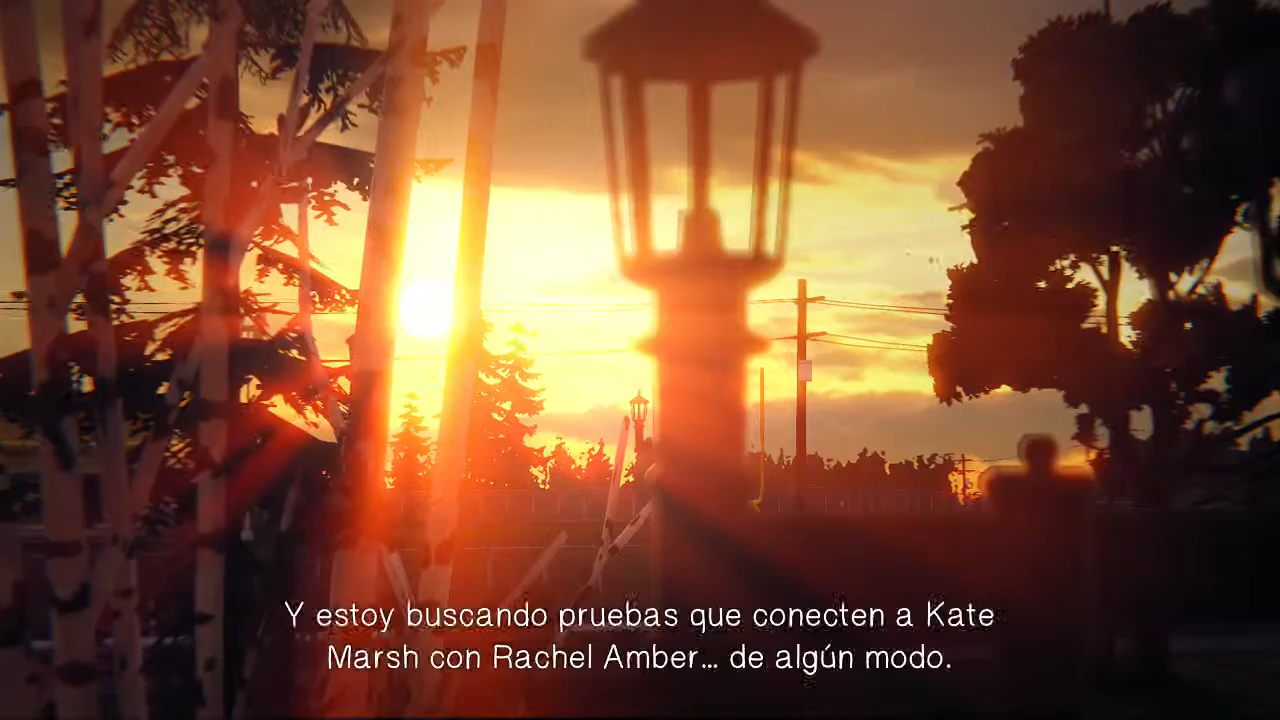 Y estoy buscando pruebas que conecten a Kate
Marsh con Rachel Amber... de algún modo.